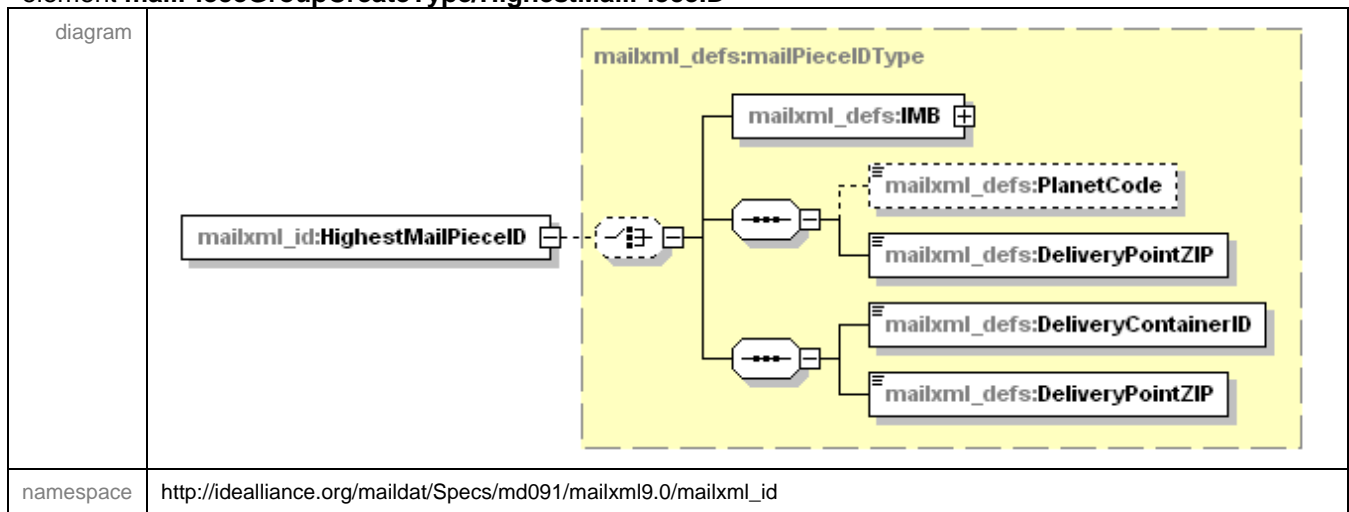 diagram
mailxml_defs:mailPieceIDType
mailxml_defs:IMB
mailxml_defs:PlanetCode
mailxml_id:HighestMailPieceID
mailxml_defs:DeliveryPointZIP
mailxml_defs:DeliveryContainerID
mailxml_defs:DeliveryPointZIP
namespace http://idealliance.org/maildat/Specs/md091/mailxml9.0/mailxml_id